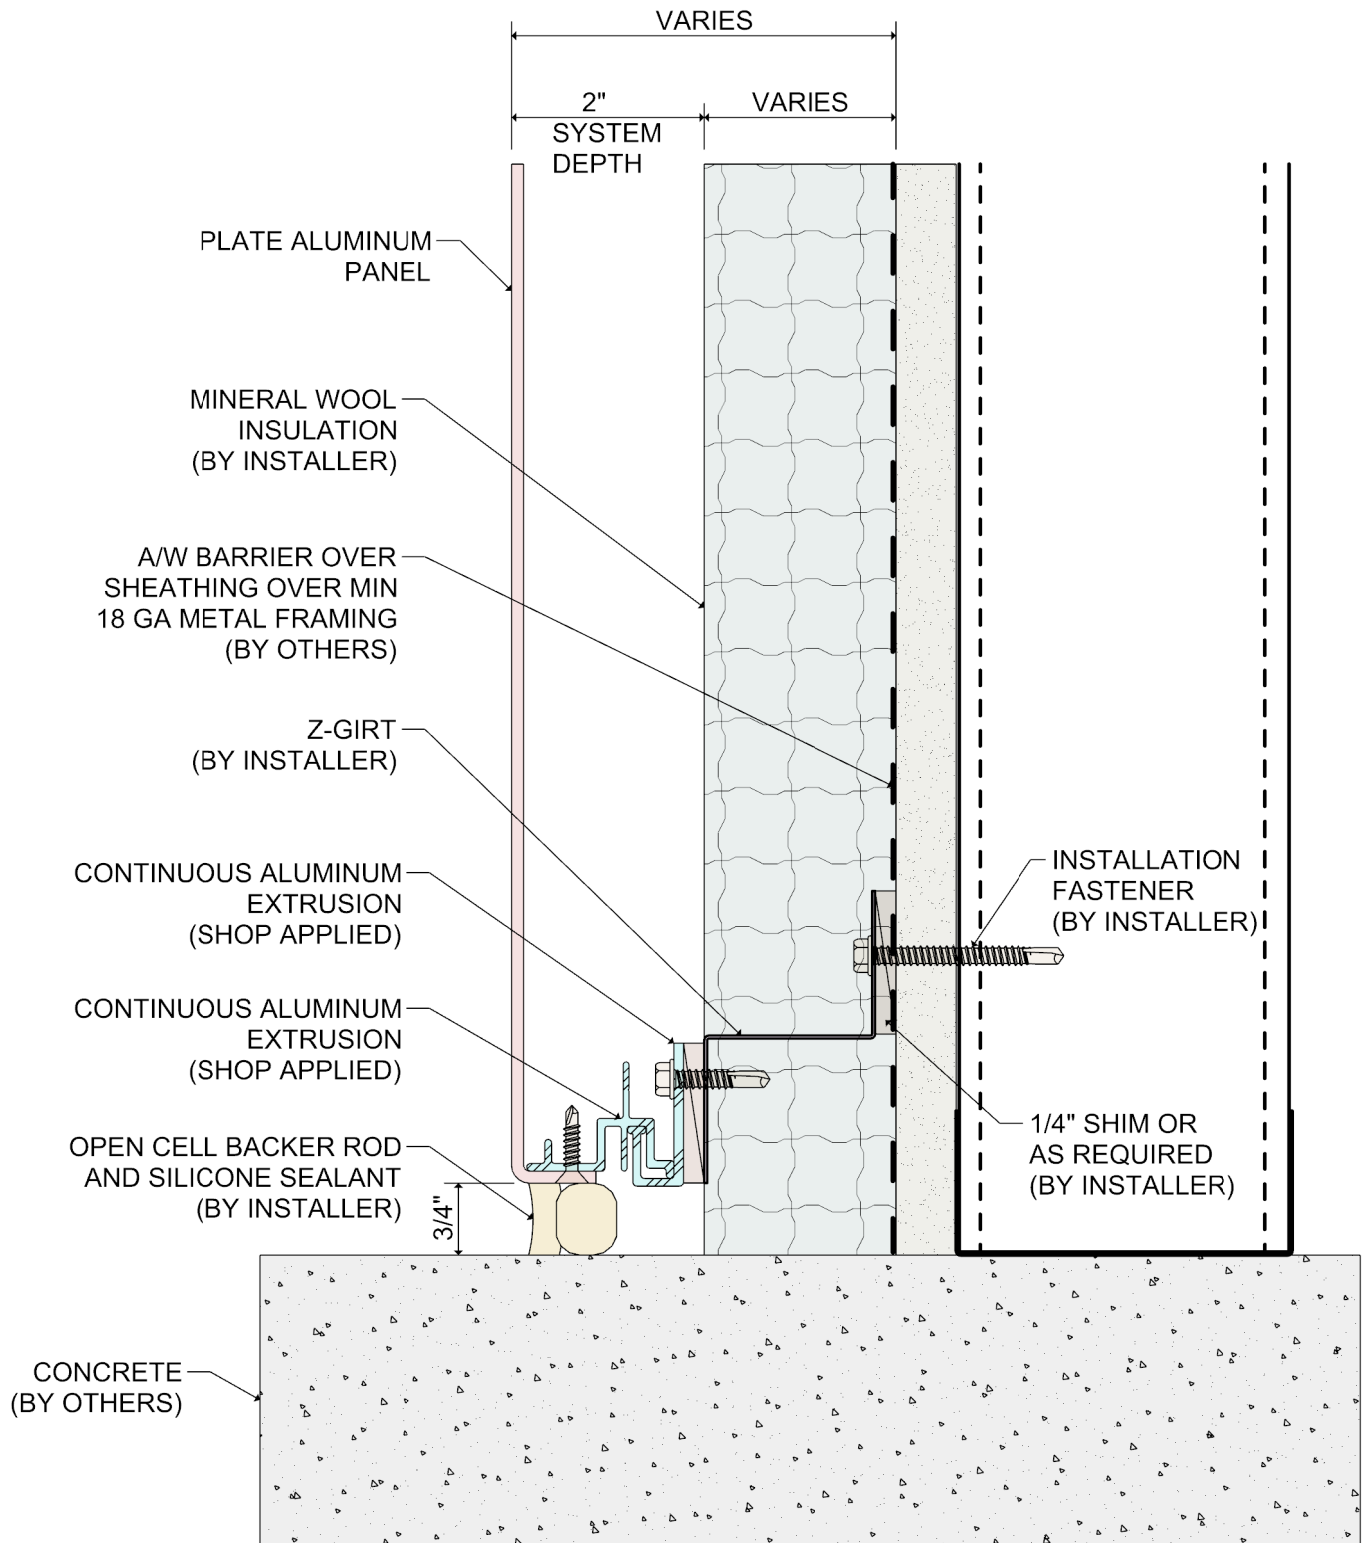 VARIES
2"
SYSTEM
DEPTH
VARIES
PLATE ALUMINUM
PANEL
MINERAL WOOL
INSULATION
(BY INSTALLER)
A/W BARRIER OVER
SHEATHING OVER MIN
18 GA METAL FRAMING
(BY OTHERS)
Z-GIRT
(BY INSTALLER)
CONTINUOUS ALUMINUM
EXTRUSION
(SHOP APPLIED)
INSTALLATION
FASTENER
(BY INSTALLER)
CONTINUOUS ALUMINUM
EXTRUSION
(SHOP APPLIED)
1/4" SHIM OR
AS REQUIRED
(BY INSTALLER)
OPEN CELL BACKER ROD
AND SILICONE SEALANT
(BY INSTALLER)
3/4"
CONCRETE
(BY OTHERS)